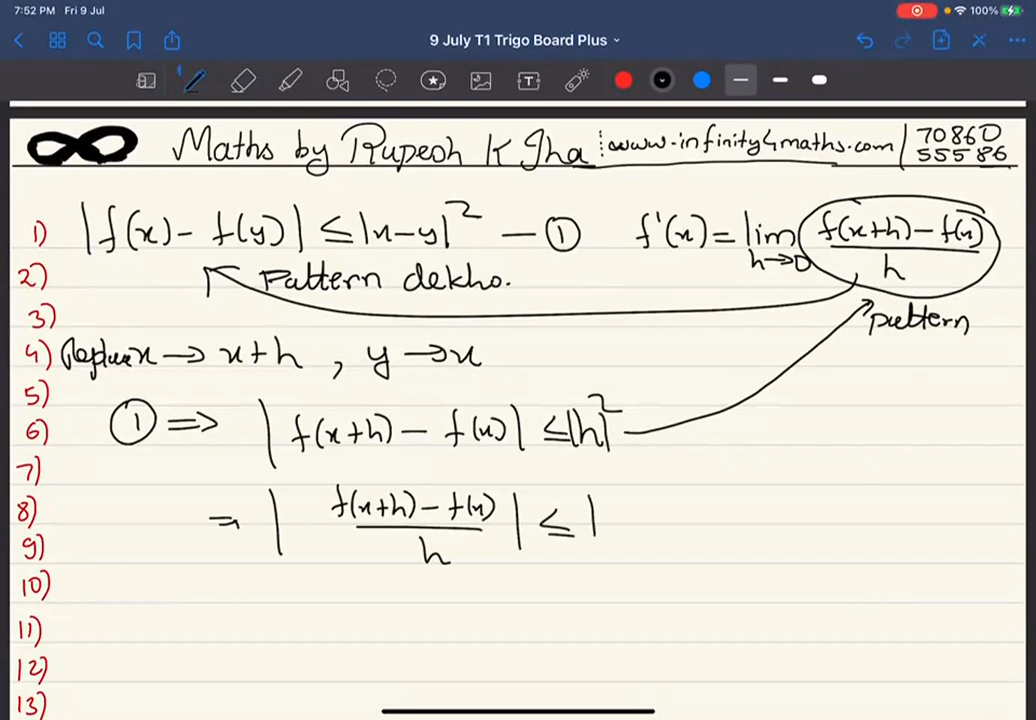 7:52 PM Fri 9 Jul
100%
9 July T1 Trigo Board Plus
∞ Maths by Rupesh K Jha | www.infinity4maths.com | 70860 55586
1) |f(x) - f(y)| ≤ |x-y|² — ① f'(x) = lim h→0 f(x+h) - f(x) / h
2) Pattern dekho.
3) pattern
4) Replace x → x+h , y → x
5)
6) ① ⇒ | f(x+h) - f(x) | ≤ |h|²
7)
8) ⇒ | f(x+h) - f(x) / h | ≤ |
9)
10)
11)
12)
13)